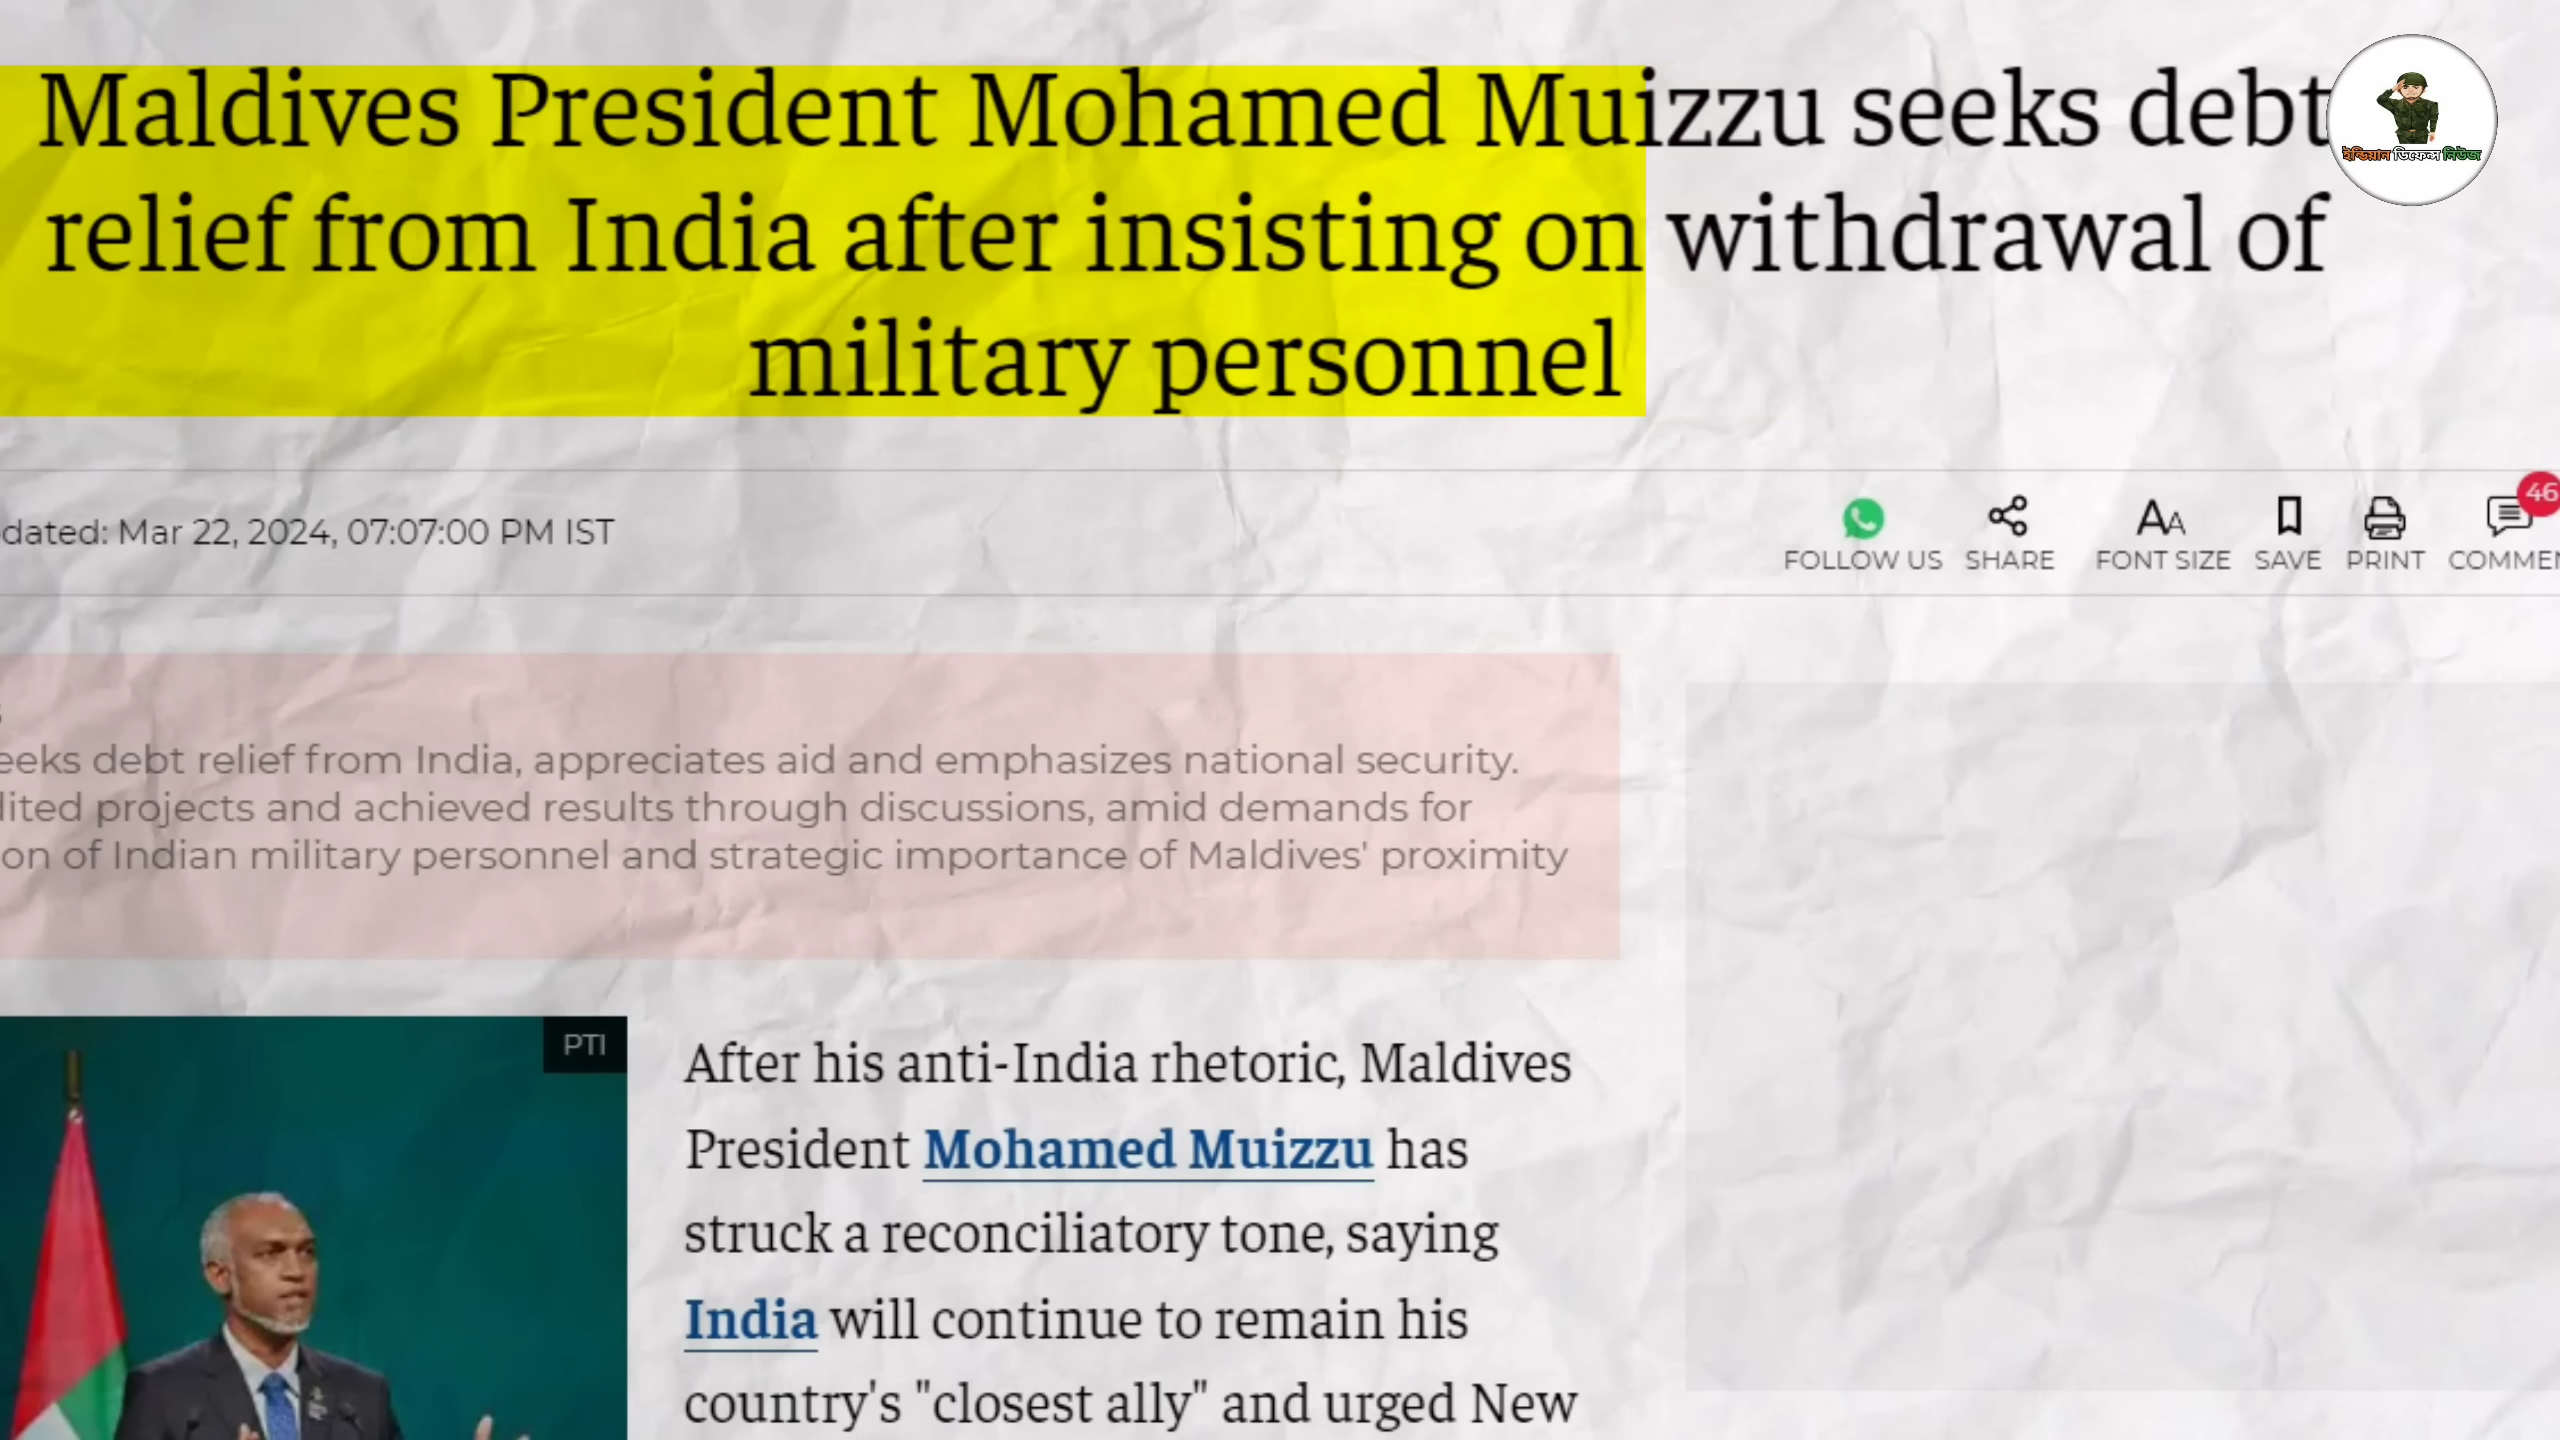 Maldives President Mohamed Muizzu seeks debt
relief from India after insisting on withdrawal of
military personnel
ইন্ডিয়ান ডিফেন্স নিউজ
dated: Mar 22, 2024, 07:07:00 PM IST
FOLLOW US SHARE FONT SIZE SAVE PRINT
46
eeks debt relief from India, appreciates aid and emphasizes national security.
dited projects and achieved results through discussions, amid demands for
on of Indian military personnel and strategic importance of Maldives' proximity
PTI
After his anti-India rhetoric, Maldives
President Mohamed Muizzu has
struck a reconciliatory tone, saying
India will continue to remain his
country's "closest ally" and urged New